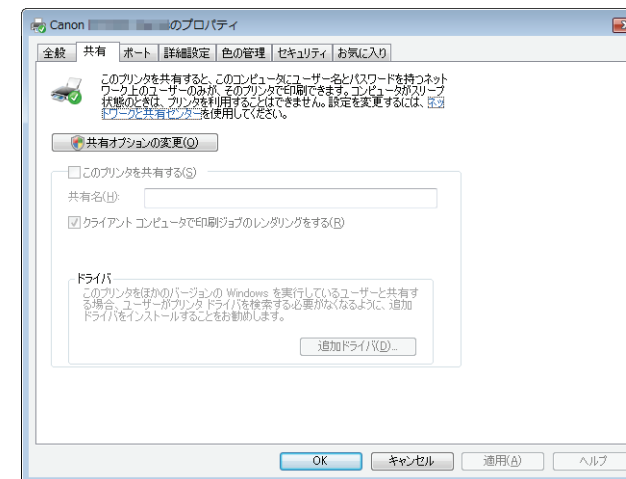 Canon のプロパティ
全般 共有 ポート 詳細設定 色の管理 セキュリティ お気に入り
このプリンタを共有すると、このコンピュータにユーザー名とパスワードを持つネット
ワーク上のユーザーのみが、そのプリンタで印刷できます。コンピュータがスリープ
状態のときは、プリンタを利用することはできません。設定を変更するには、ネッ
トワークと共有センターを使用してください。
共有オプションの変更(O)
このプリンタを共有する(S)
共有名(H):
クライアント コンピュータで印刷ジョブのレンダリングをする(R)
ドライバ
このプリンタをほかのバージョンの Windows を実行しているユーザーと共有す
る場合、ユーザーがプリンタ ドライバを検索する必要がなくなるように、追加
ドライバをインストールすることをお勧めします。
追加ドライバ(D)...
OK キャンセル 適用(A) ヘルプ